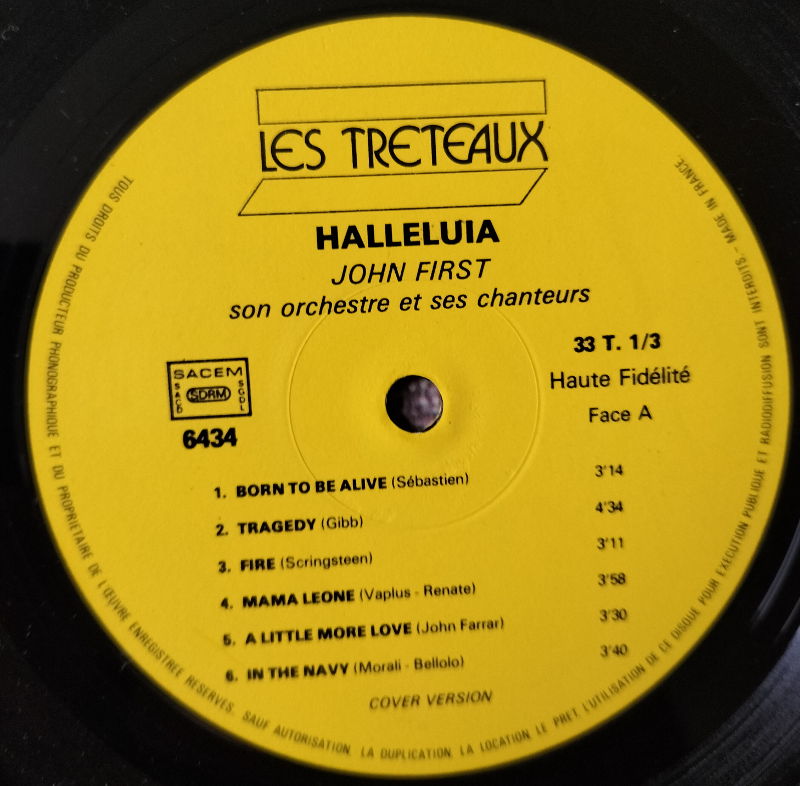 LES TRETEAUX
HALLELUIA
JOHN FIRST
son orchestre et ses chanteurs
33 T. 1/3
Haute Fidélité
Face A
SACEM
SACD
SDRM
SGDL
6434
1. BORN TO BE ALIVE (Sébastien) 3'14
2. TRAGEDY (Gibb) 4'34
3. FIRE (Scringsteen) 3'11
4. MAMA LEONE (Vaplus - Renate) 3'58
5. A LITTLE MORE LOVE (John Farrar) 3'30
6. IN THE NAVY (Morali - Bellolo) 3'40
COVER VERSION
TOUS DROITS DU PRODUCTEUR PHONOGRAPHIQUE ET DU PROPRIETAIRE DE L'ŒUVRE ENREGISTREE RESERVES. SAUF AUTORISATION, LA DUPLICATION, LA LOCATION, LE PRET, L'UTILISATION DE CE DISQUE POUR EXECUTION PUBLIQUE ET RADIODIFFUSION SONT INTERDITS. - MADE IN FRANCE.